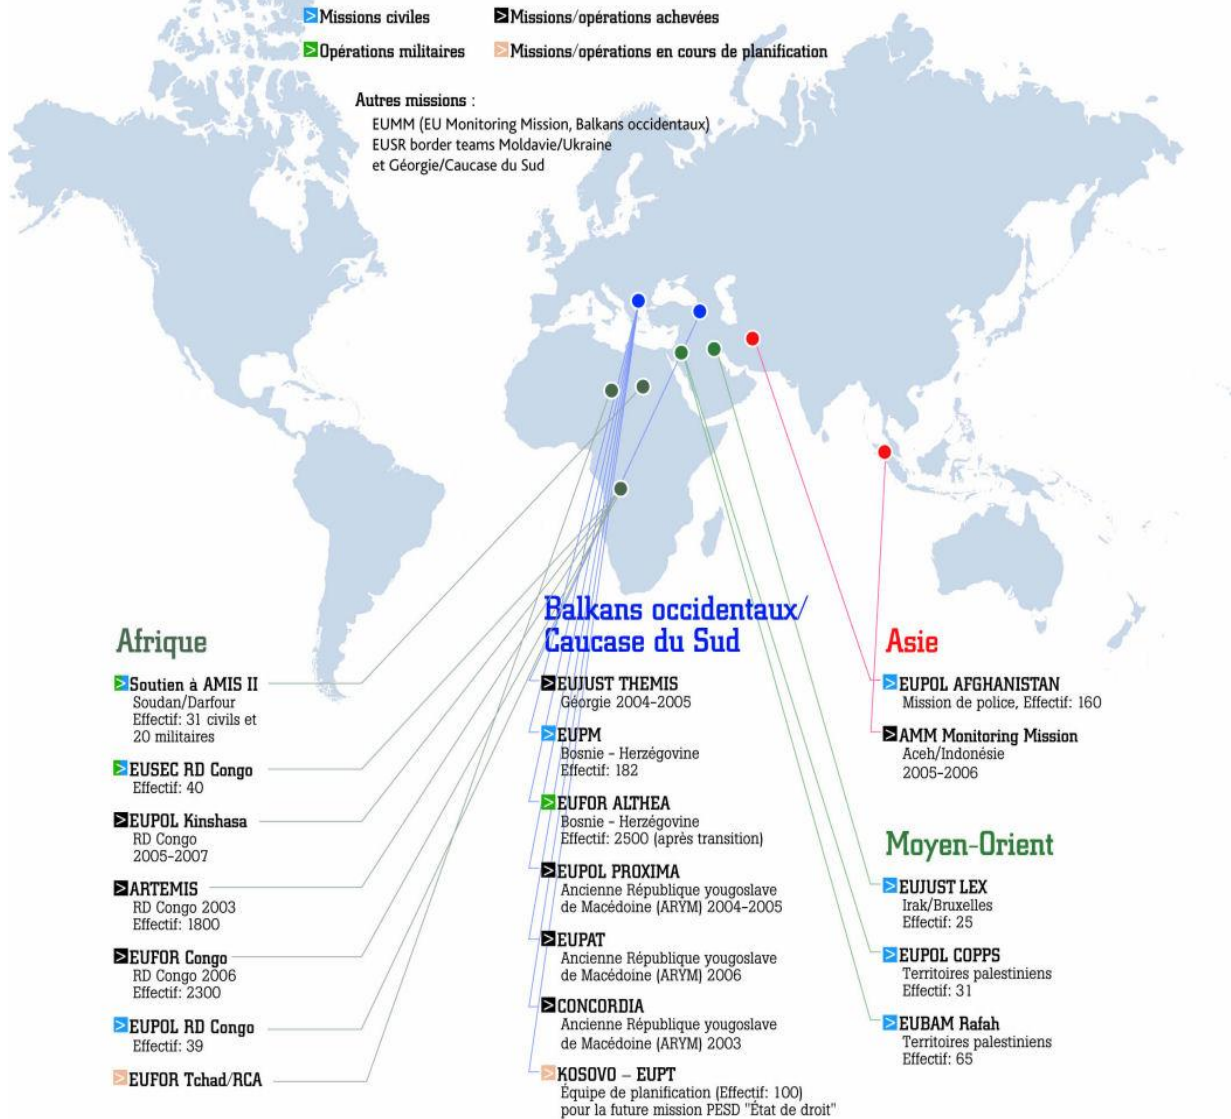 Missions civiles
Missions/opérations achevées
Opérations militaires
Missions/opérations en cours de planification
Autres missions :
EUMM (EU Monitoring Mission, Balkans occidentaux)
EUSR border teams Moldavie/Ukraine
et Géorgie/Caucase du Sud
Afrique
Soutien à AMIS II
Soudan/Darfour
Effectif: 31 civils et
20 militaires
EUSEC RD Congo
Effectif: 40
EUPOL Kinshasa
RD Congo
2005-2007
ARTEMIS
RD Congo 2003
Effectif: 1800
EUFOR Congo
RD Congo 2006
Effectif: 2300
EUPOL RD Congo
Effectif: 39
EUFOR Tchad/RCA
Balkans occidentaux/
Caucase du Sud
EUJUST THEMIS
Géorgie 2004-2005
EUPM
Bosnie - Herzégovine
Effectif: 182
EUFOR ALTHEA
Bosnie - Herzégovine
Effectif: 2500 (après transition)
EUPOL PROXIMA
Ancienne République yougoslave
de Macédoine (ARYM) 2004-2005
EUPAT
Ancienne République yougoslave
de Macédoine (ARYM) 2006
CONCORDIA
Ancienne République yougoslave
de Macédoine (ARYM) 2003
KOSOVO – EUPT
Équipe de planification (Effectif: 100)
pour la future mission PESD "État de droit"
Asie
EUPOL AFGHANISTAN
Mission de police, Effectif: 160
AMM Monitoring Mission
Aceh/Indonésie
2005-2006
Moyen-Orient
EUJUST LEX
Irak/Bruxelles
Effectif: 25
EUPOL COPPS
Territoires palestiniens
Effectif: 31
EUBAM Rafah
Territoires palestiniens
Effectif: 65